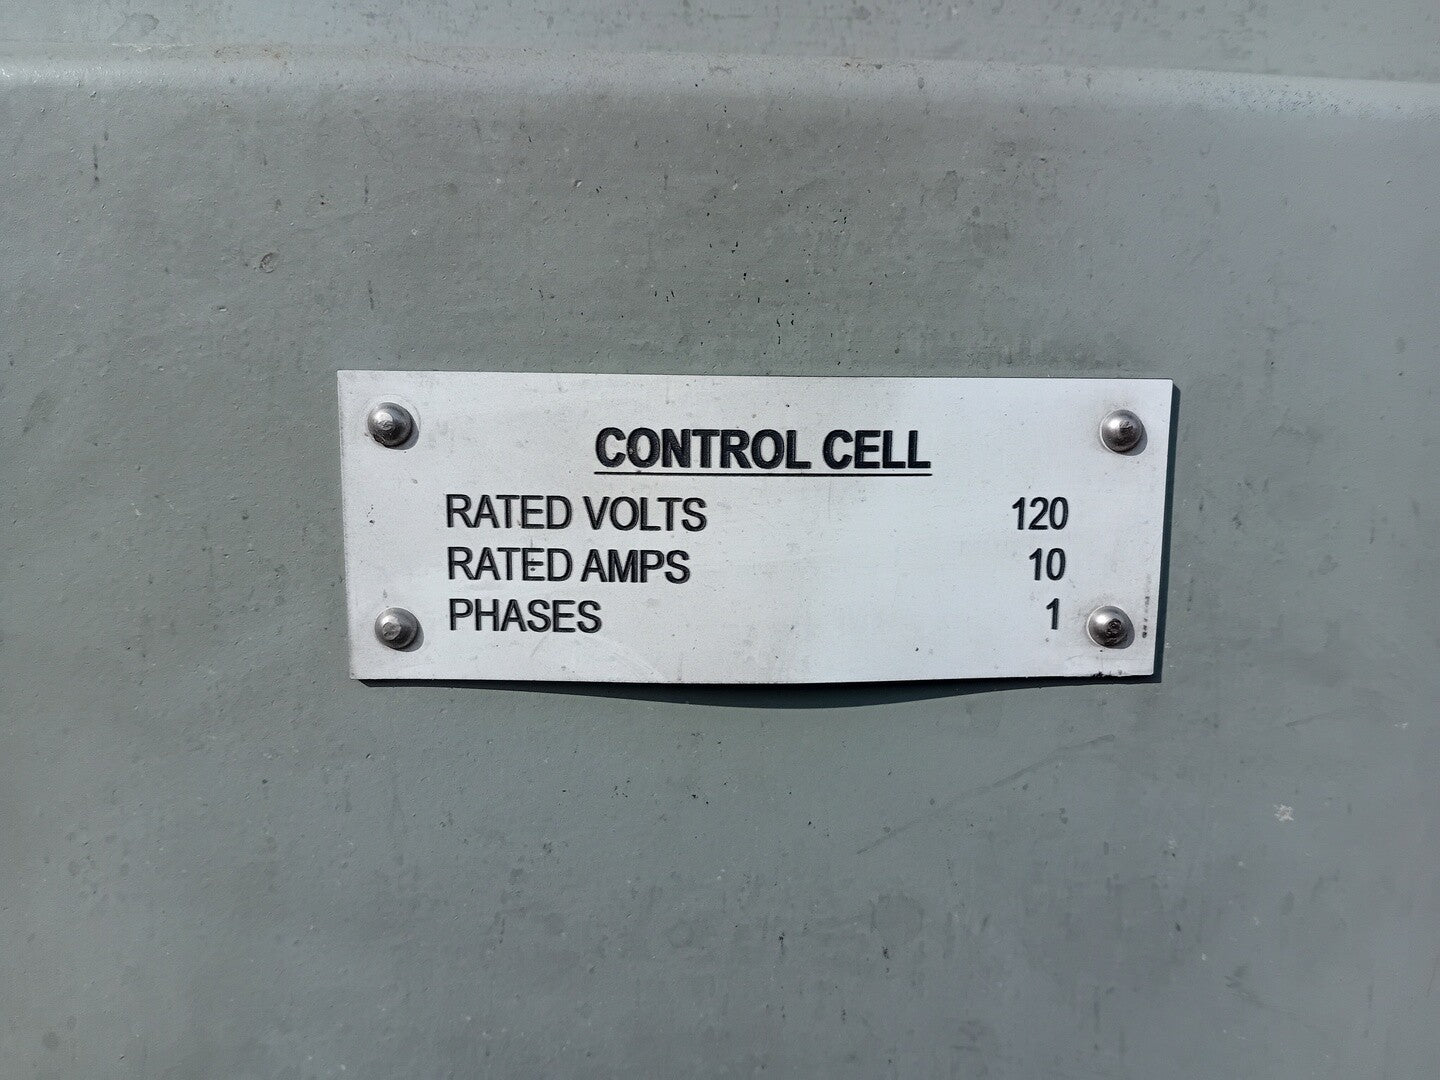 CONTROL CELL
RATED VOLTS 120
RATED AMPS 10
PHASES 1